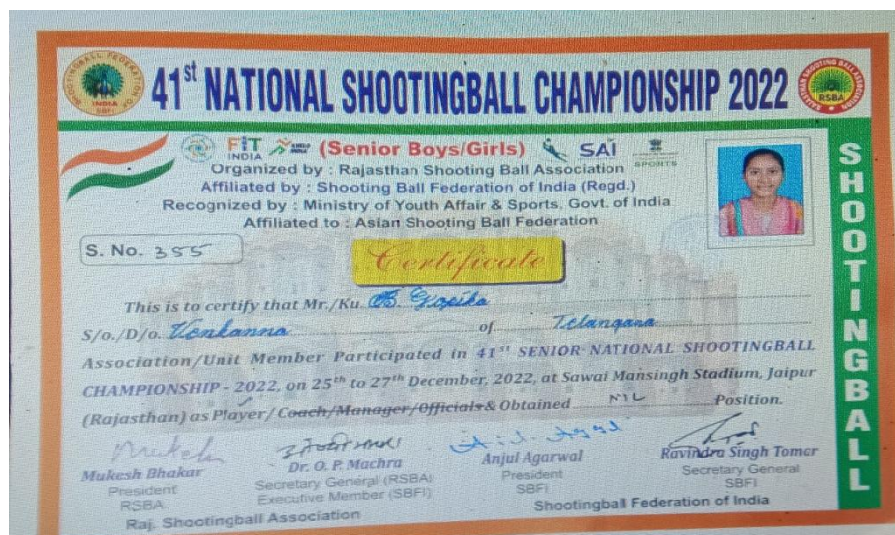 41st NATIONAL SHOOTINGBALL CHAMPIONSHIP 2022
INDIA
SBFI
RSBA
FIT INDIA (Senior Boys/Girls) SAI
SPORTS
Organized by : Rajasthan Shooting Ball Association
Affiliated by : Shooting Ball Federation of India (Regd.)
Recognized by : Ministry of Youth Affair & Sports, Govt. of India
Affiliated to : Asian Shooting Ball Federation
S. No. 355
Certificate
This is to certify that Mr./Ku. B. Gopika
S/o./D/o. Venkanna of Telangana
Association/Unit Member Participated in 41ST SENIOR NATIONAL SHOOTINGBALL
CHAMPIONSHIP - 2022, on 25th to 27th December, 2022, at Sawai Mansingh Stadium, Jaipur
(Rajasthan) as Player/Coach/Manager/Officials & Obtained NIL Position.
Mukesh Bhakar
President
RSBA
Raj. Shootingball Association
Dr. O. P. Machra
Secretary General (RSBA)
Executive Member (SBFI)
Anjul Agarwal
President
SBFI
Ravindra Singh Tomar
Secretary General
SBFI
Shootingball Federation of India
SHOOTINGBALL